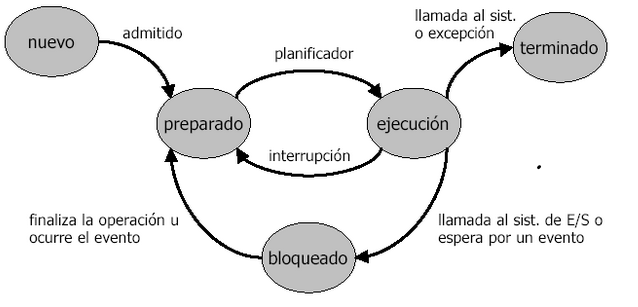 llamada al sist.
o excepción
nuevo
admitido
planificador
terminado
preparado
ejecución
interrupción
finaliza la operación u
ocurre el evento
llamada al sist. de E/S o
espera por un evento
bloqueado